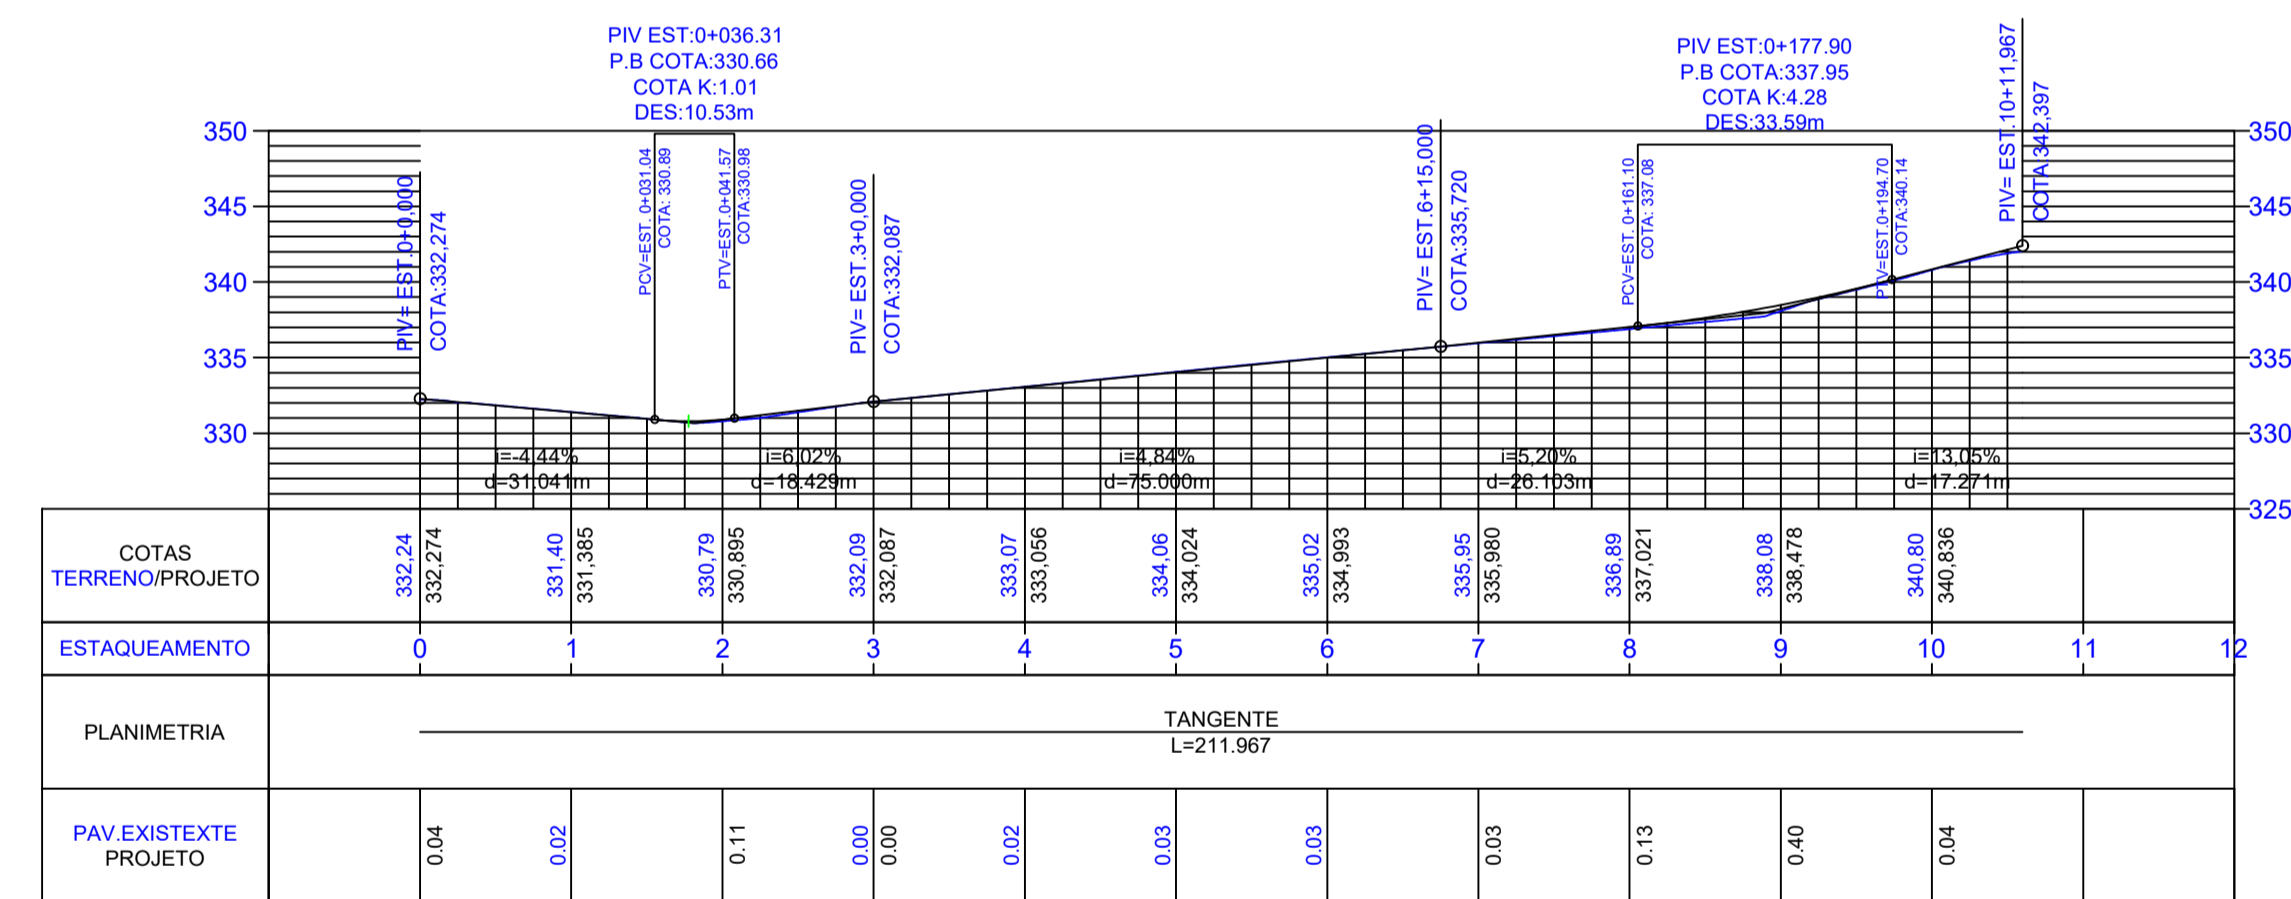 PIV EST:0+036.31
P.B COTA:330.66
COTA K:1.01
DES:10.53m
PIV EST:0+177.90
P.B COTA:337.95
COTA K:4.28
DES:33.59m
350
345
340
335
330
350
345
340
335
330
325
PIV= EST.0+0,000
COTA:332,274
PCV=EST. 0+031.04
COTA: 330.89
PTV=EST.0+041.57
COTA:330.98
PIV= EST.3+0,000
COTA:332,087
PIV= EST.6+15,000
COTA:335,720
PCV=EST. 0+161.10
COTA: 337.08
PTV=EST.0+194.70
COTA:340.14
PIV= EST.10+11,967
COTA:342,397
i=-4,44%
d=31.041m
i=6,02%
d=18.429m
i=4,84%
d=75.000m
i=5,20%
d=26.103m
i=13,05%
d=17.271m
COTAS
TERRENO/PROJETO
332,24
332,274
331,40
331,385
330,79
330,895
332,09
332,087
333,07
333,056
334,06
334,024
335,02
334,993
335,95
335,980
336,89
337,021
338,08
338,478
340,80
340,836
ESTAQUEAMENTO
0 1 2 3 4 5 6 7 8 9 10 11 12
PLANIMETRIA
TANGENTE
L=211.967
PAV.EXISTEXTE
PROJETO
0.04
0.02
0.11
0.00
0.00
0.02
0.03
0.03
0.03
0.13
0.40
0.04